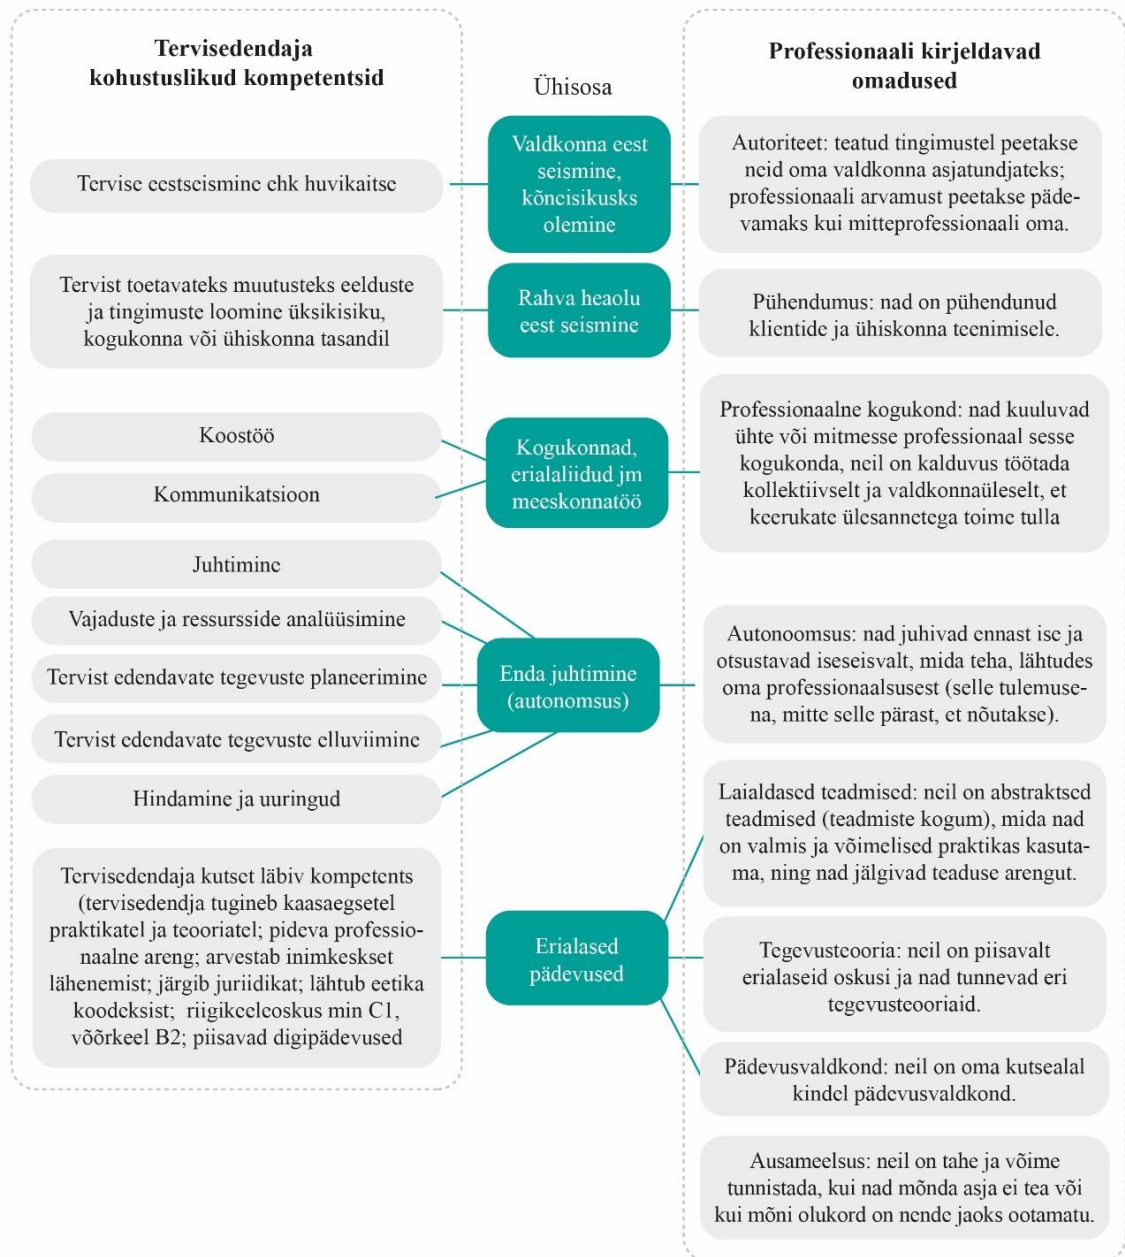 Tervisedendaja
kohustuslikud kompetentsid
Tervise eestseismine ehk huvikaitse
Tervist toetavateks muutusteks eelduste
ja tingimuste loomine üksikisiku,
kogukonna või ühiskonna tasandil
Koostöö
Kommunikatsioon
Juhtimine
Vajaduste ja ressursside analüüsimine
Tervist edendavate tegevuste planeerimine
Tervist edendavate tegevuste elluviimine
Hindamine ja uuringud
Tervisedendaja kutset läbiv kompetents
(tervisedendja tugineb kaasaegsetel
praktikatel ja teooriatel; pideva professio-
naalne areng; arvestab inimkeskset
lähenemist; järgib juriidikat; lähtub eetika
koodeksist; riigikeeleoskus min C1,
võõrkeel B2; piisavad digipädevused
Ühisosa
Valdkonna eest
seismine,
kõneisikusks
olemine
Rahva heaolu
eest seismine
Kogukonnad,
erialaliidud jm
meeskonnatöö
Enda juhtimine
(autonomsus)
Erialased
pädevused
Professionaali kirjeldavad
omadused
Autoriteet: teatud tingimustel peetakse
neid oma valdkonna asjatundjateks;
professionaali arvamust peetakse päde-
vamaks kui mitteprofessionaali oma.
Pühendumus: nad on pühendunud
klientide ja ühiskonna teenimisele.
Professionaalne kogukond: nad kuuluvad
ühte või mitmesse professionaal sesse
kogukonda, neil on kalduvus töötada
kollektiivselt ja valdkonnaüleselt, et
keerukate ülesannetega toime tulla
Autonoomsus: nad juhivad ennast ise ja
otsustavad iseseisvalt, mida teha, lähtudes
oma professionaalsusest (selle tulemuse-
na, mitte selle pärast, et nõutakse).
Laialdased teadmised: neil on abstraktsed
teadmised (teadmiste kogum), mida nad
on valmis ja võimelised praktikas kasuta-
ma, ning nad jälgivad teaduse arengut.
Tegevusteooria: neil on piisavalt
erialaseid oskusi ja nad tunnevad eri
tegevusteooriaid.
Pädevusvaldkond: neil on oma kutsealal
kindel pädevusvaldkond.
Ausameelsus: neil on tahe ja võime
tunnistada, kui nad mõnda asja ei tea või
kui mõni olukord on nende jaoks ootamatu.